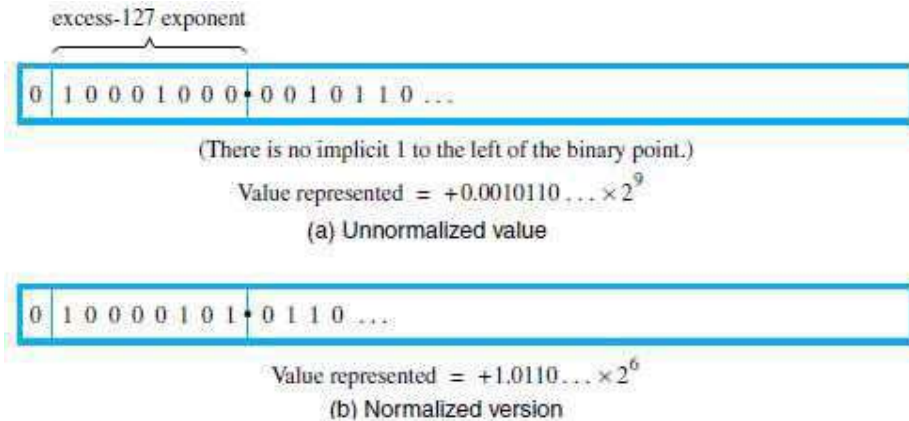 excess-127 exponent
0 1 0 0 0 1 0 0 0 • 0 0 1 0 1 1 0 ...
(There is no implicit 1 to the left of the binary point.)
Value represented = +0.0010110 . . . × 2^9
(a) Unnormalized value
0 1 0 0 0 0 1 0 1 • 0 1 1 0 ...
Value represented = +1.0110 . . . × 2^6
(b) Normalized version